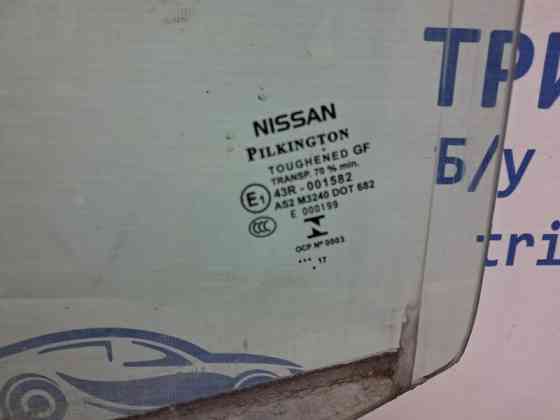 NISSAN
PILKINGTON
TOUGHENED GF
TRANSP. 70 % min.
43R - 001582
E1
AS2 M3240 DOT 682
E 000199
CCC
OCP Nº 0003
... 17
.
ТРИ
Б/у
tri